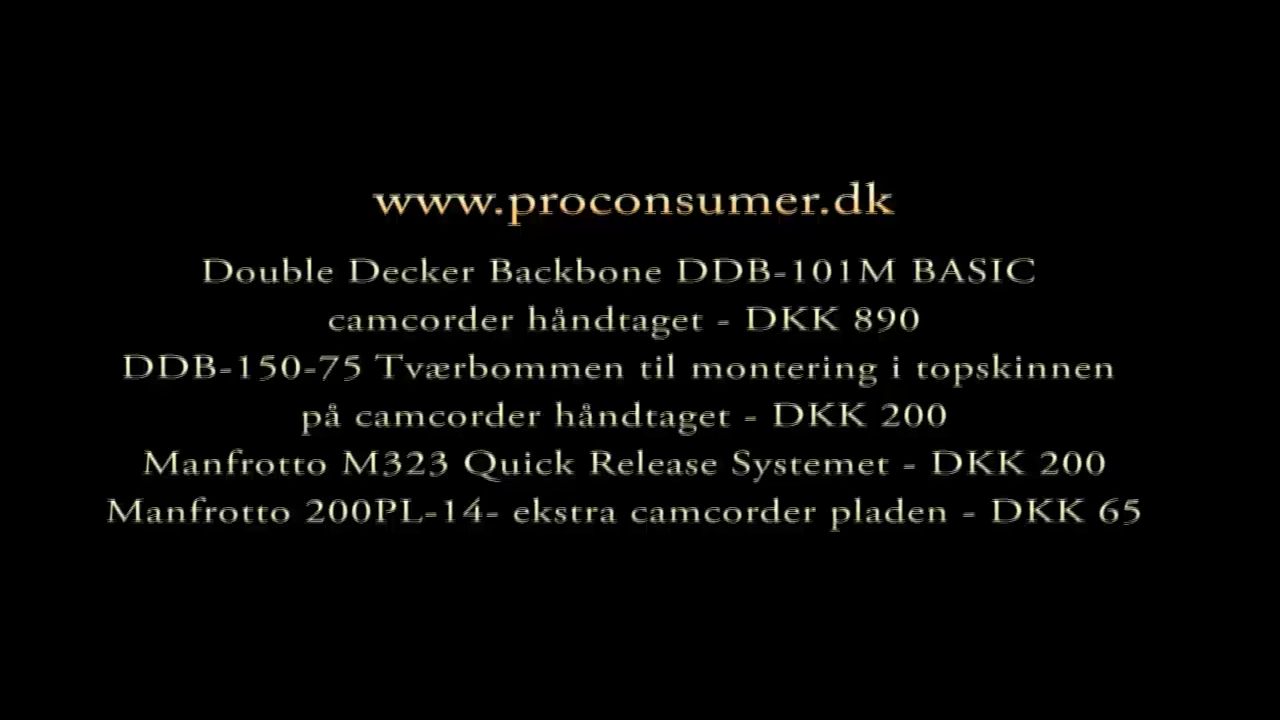 www.proconsumer.dk
Double Decker Backbone DDB-101M BASIC
camcorder håndtaget - DKK 890
DDB-150-75 Tværbommen til montering i topskinnen
på camcorder håndtaget - DKK 200
Manfrotto M323 Quick Release Systemet - DKK 200
Manfrotto 200PL-14- ekstra camcorder pladen - DKK 65